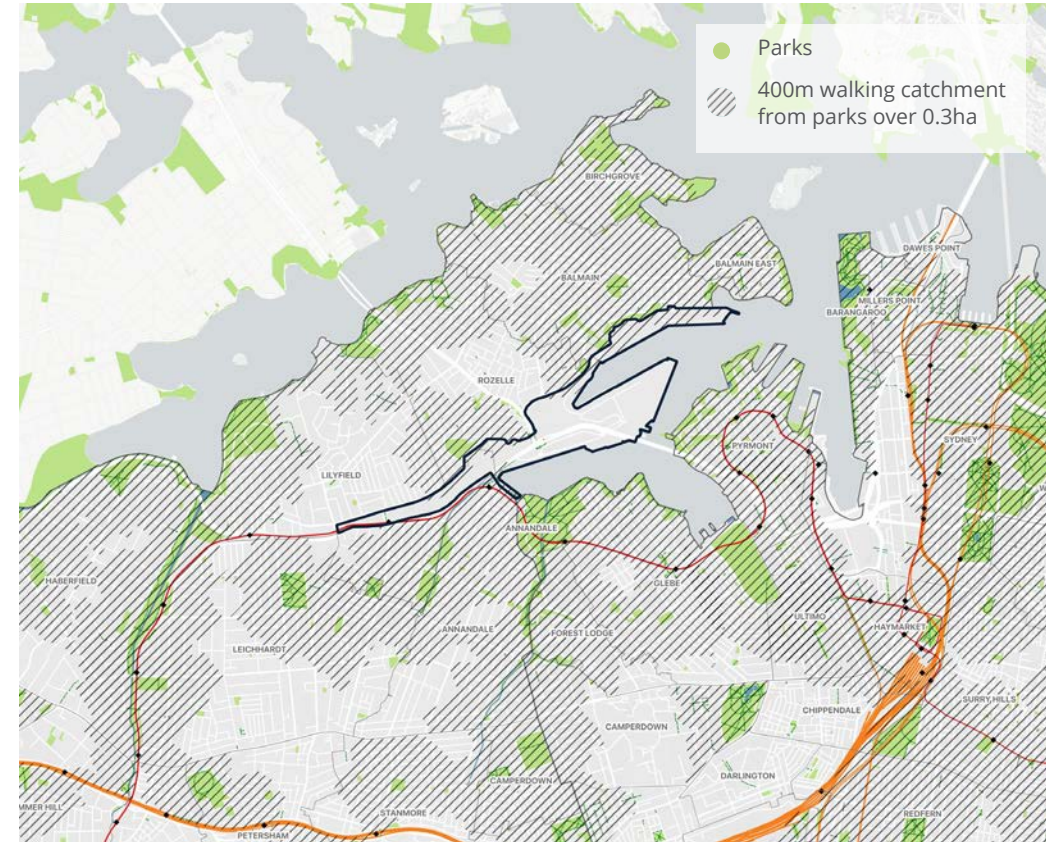 Parks
400m walking catchment
from parks over 0.3ha
BIRCHGROVE
DAWES POINT
BALMAIN EAST
BALMAIN
MILLERS POINT
BARANGAROO
ROZELLE
SYDNEY
PYRMONT
LILYFIELD
ANNANDALE
HABERFIELD
GLEBE
ULTIMO
ANNANDALE
FOREST LODGE
HAYMARKET
LEICHHARDT
SURRY HILLS
CHIPPENDALE
CAMPERDOWN
DARLINGTON
CAMPERDOWN
MMER HILL
STANMORE
REDFERN
PETERSHAM